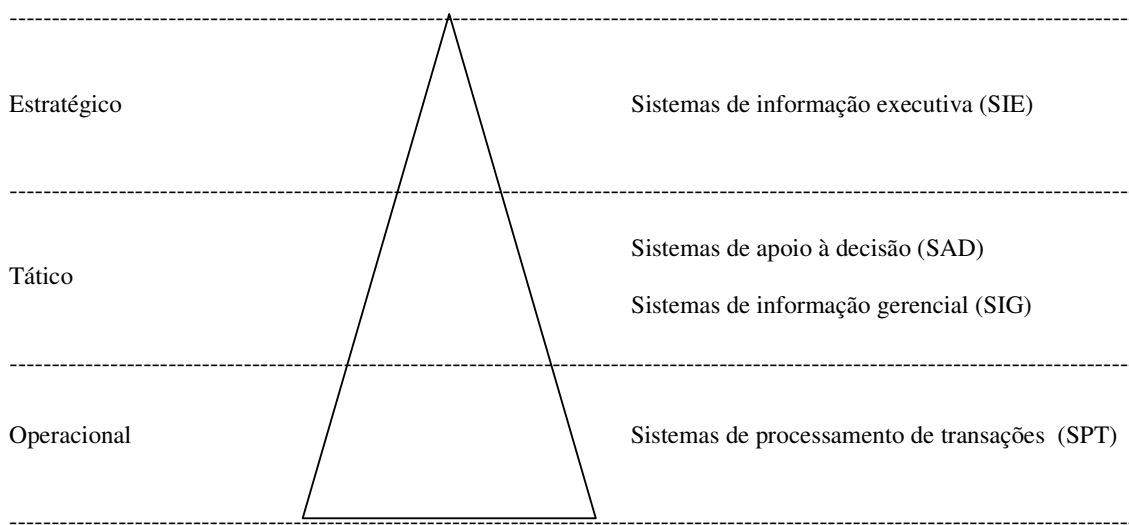 Estratégico
Sistemas de informação executiva (SIE)
Sistemas de apoio à decisão (SAD)
Tático
Sistemas de informação gerencial (SIG)
Operacional
Sistemas de processamento de transações (SPT)